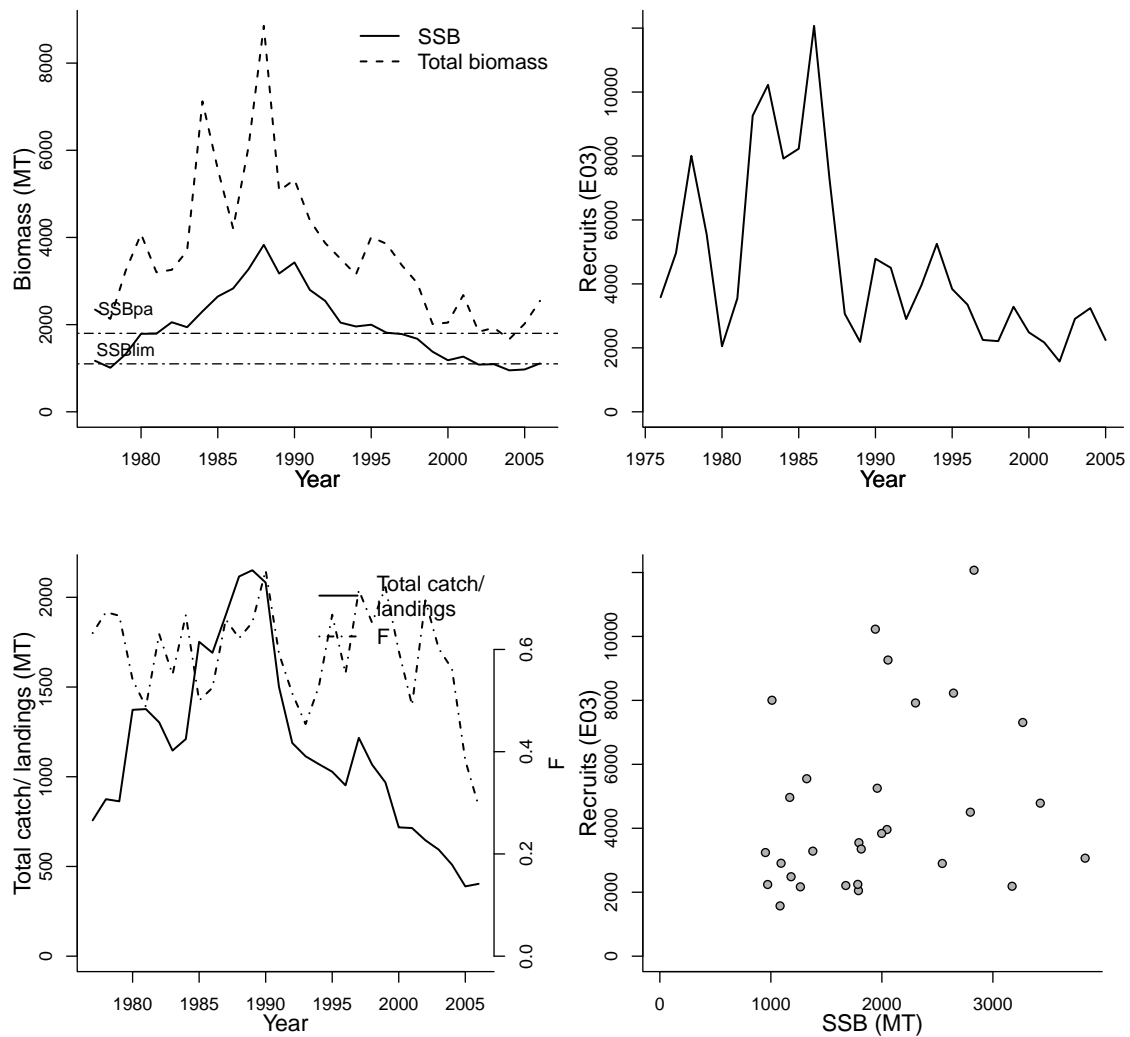 SSB
Total biomass
8000
6000
4000
2000
0
Biomass (MT)
SSBpa
SSBlim
1980 1985 1990 1995 2000 2005
Year
10000
8000
6000
4000
2000
0
Recruits (E03)
1975 1980 1985 1990 1995 2000 2005
Year
Total catch/
landings
F
2000
1500
1000
500
0
Total catch/ landings (MT)
0.6
0.4
0.2
0.0
F
1980 1985 1990 1995 2000 2005
Year
10000
8000
6000
4000
2000
0
Recruits (E03)
0 1000 2000 3000
SSB (MT)